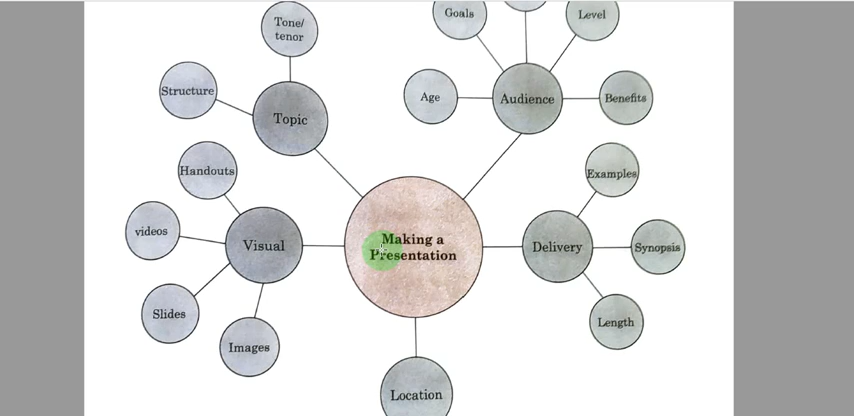 Goals
Level
Tone/
tenor
Structure
Topic
Age
Audience
Benefits
Handouts
Examples
videos
Visual
Making a
Presentation
Delivery
Synopsis
Slides
Length
Images
Location